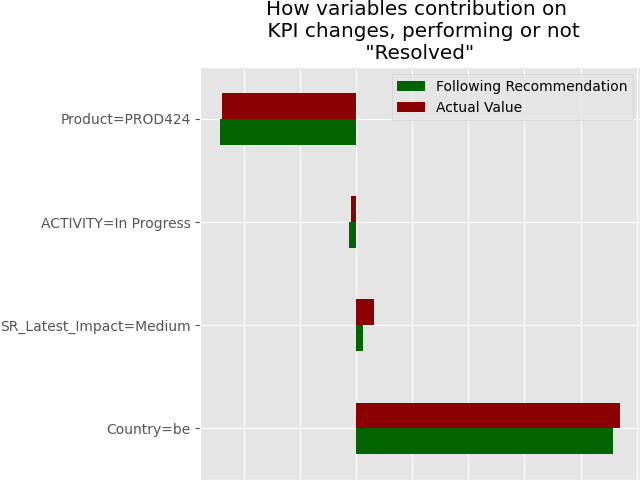 How variables contribution on
KPI changes, performing or not
"Resolved"
Following Recommendation
Actual Value
Product=PROD424
ACTIVITY=In Progress
SR_Latest_Impact=Medium
Country=be